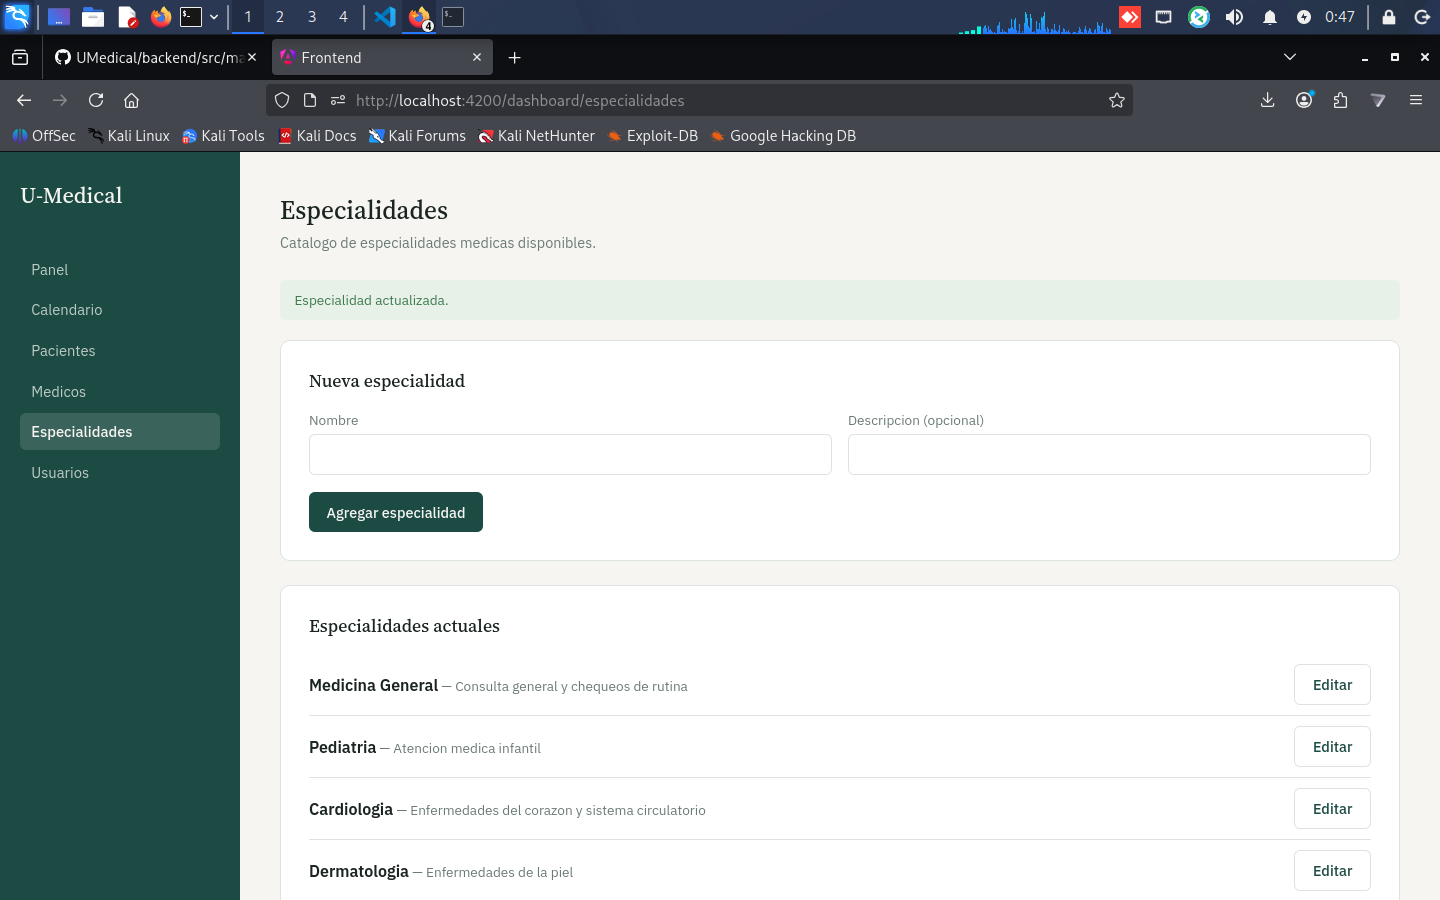 1 2 3 4 4 0:47
UMedical/backend/src/ma
Frontend
http://localhost:4200/dashboard/especialidades
OffSec Kali Linux Kali Tools Kali Docs Kali Forums Kali NetHunter Exploit-DB Google Hacking DB
U-Medical
Panel
Calendario
Pacientes
Medicos
Especialidades
Usuarios
Especialidades
Catalogo de especialidades medicas disponibles.
Especialidad actualizada.
Nueva especialidad
Nombre
Descripcion (opcional)
Agregar especialidad
Especialidades actuales
Medicina General — Consulta general y chequeos de rutina Editar
Pediatria — Atencion medica infantil Editar
Cardiologia — Enfermedades del corazon y sistema circulatorio Editar
Dermatologia — Enfermedades de la piel Editar